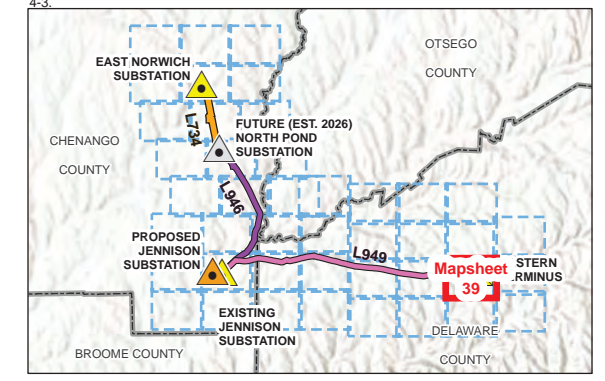 4-3.
OTSEGO
COUNTY
EAST NORWICH
SUBSTATION
L734
FUTURE (EST. 2026)
NORTH POND
SUBSTATION
CHENANGO
COUNTY
L946
PROPOSED
JENNISON
SUBSTATION
L949
Mapsheet
39
STERN
ERMINUS
EXISTING
JENNISON
SUBSTATION
DELAWARE
COUNTY
BROOME COUNTY